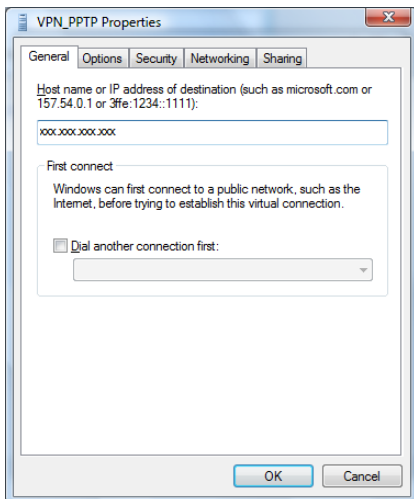 VPN_PPTP Properties
General Options Security Networking Sharing
Host name or IP address of destination (such as microsoft.com or
157.54.0.1 or 3ffe:1234::1111):
xxx.xxx.xxx.xxx
First connect
Windows can first connect to a public network, such as the
Internet, before trying to establish this virtual connection.
Dial another connection first:
OK Cancel